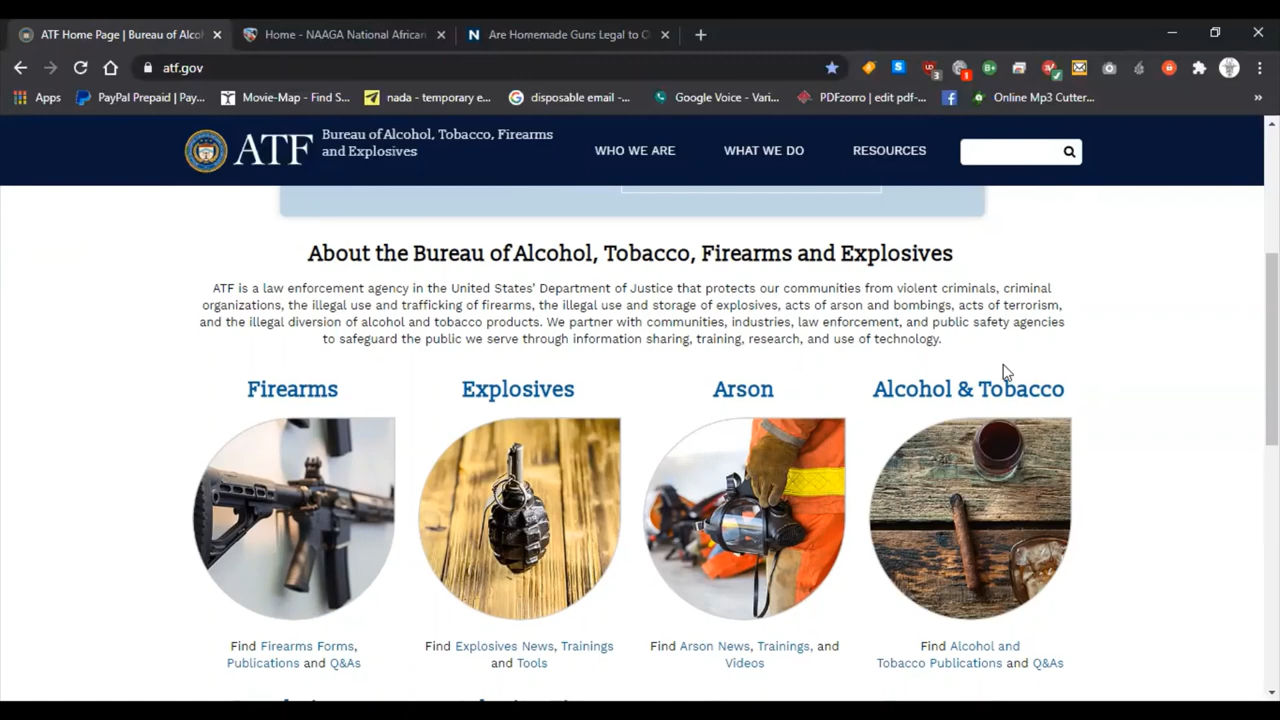 ATF Home Page | Bureau of Alco
Home - NAAGA National African
Are Homemade Guns Legal to O
atf.gov
Apps
PayPal Prepaid | Pay...
Movie-Map - Find S...
nada - temporary e...
disposable email -...
Google Voice - Vari...
PDFzorro | edit pdf-...
Online Mp3 Cutter...
ATF
Bureau of Alcohol, Tobacco, Firearms
and Explosives
WHO WE ARE
WHAT WE DO
RESOURCES
About the Bureau of Alcohol, Tobacco, Firearms and Explosives
ATF is a law enforcement agency in the United States' Department of Justice that protects our communities from violent criminals, criminal
organizations, the illegal use and trafficking of firearms, the illegal use and storage of explosives, acts of arson and bombings, acts of terrorism,
and the illegal diversion of alcohol and tobacco products. We partner with communities, industries, law enforcement, and public safety agencies
to safeguard the public we serve through information sharing, training, research, and use of technology.
Firearms
Explosives
Arson
Alcohol & Tobacco
Find Firearms Forms,
Publications and Q&As
Find Explosives News, Trainings
and Tools
Find Arson News, Trainings, and
Videos
Find Alcohol and
Tobacco Publications and Q&As